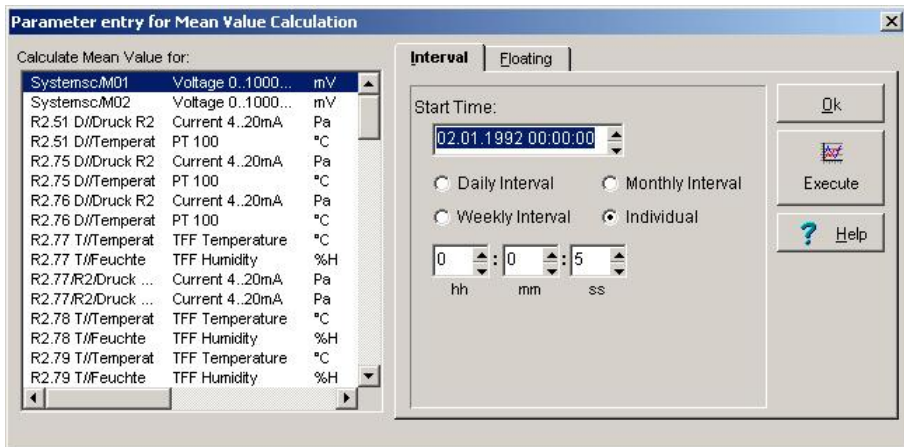 Parameter entry for Mean Value Calculation
Calculate Mean Value for:
Systemsc/M01 Voltage 0..1000... mV
Systemsc/M02 Voltage 0..1000... mV
R2.51 D//Druck R2 Current 4..20mA Pa
R2.51 D//Temperat PT 100 °C
R2.75 D//Druck R2 Current 4..20mA Pa
R2.75 D//Temperat PT 100 °C
R2.76 D//Druck R2 Current 4..20mA Pa
R2.76 D//Temperat PT 100 °C
R2.77 T//Temperat TFF Temperature °C
R2.77 T//Feuchte TFF Humidity %H
R2.77/R2/Druck ... Current 4..20mA Pa
R2.77/R2/Druck ... Current 4..20mA Pa
R2.78 T//Temperat TFF Temperature °C
R2.78 T//Feuchte TFF Humidity %H
R2.79 T//Temperat TFF Temperature °C
R2.79 T//Feuchte TFF Humidity %H
Interval Floating
Start Time:
02.01.1992 00:00:00
Daily Interval Monthly Interval
Weekly Interval Individual
0 : 0 : 5
hh mm ss
Ok
Execute
? Help